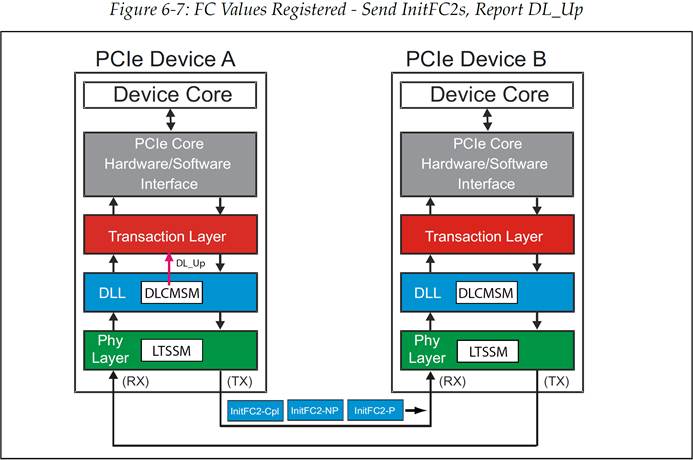 Figure 6-7: FC Values Registered - Send InitFC2s, Report DL_Up
PCIe Device A
Device Core
PCIe Core
Hardware/Software
Interface
Transaction Layer
DL_Up
DLL
DLCMSM
Phy
Layer
LTSSM
(RX)
(TX)
PCIe Device B
Device Core
PCIe Core
Hardware/Software
Interface
Transaction Layer
DLL
DLCMSM
Phy
Layer
LTSSM
(RX)
(TX)
InitFC2-Cpl
InitFC2-NP
InitFC2-P